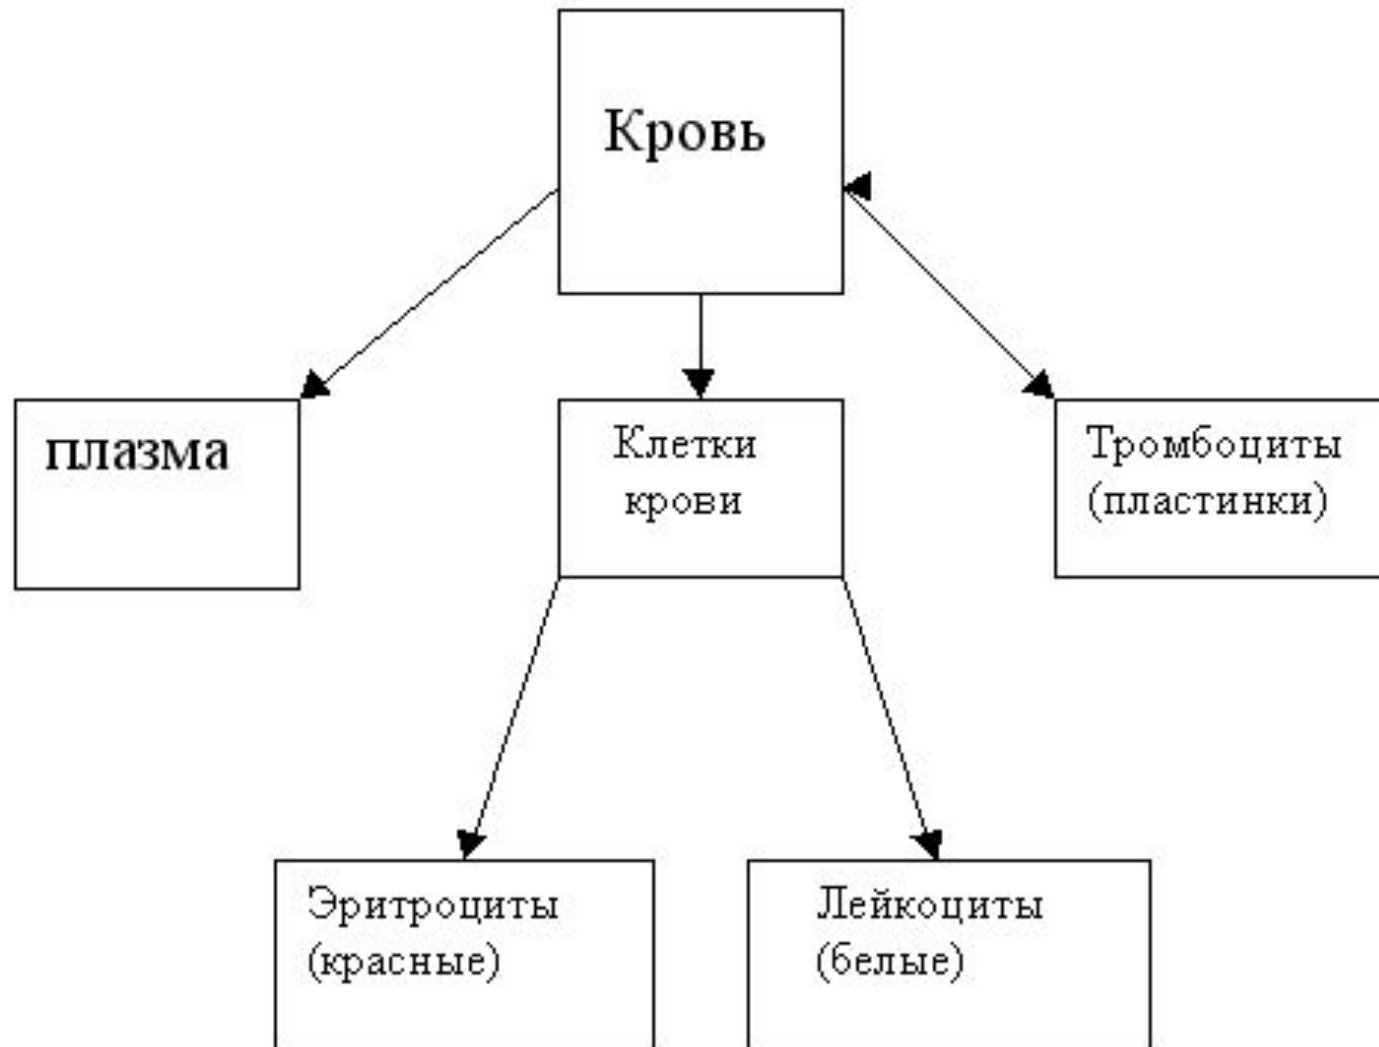 Кровь
плазма
Клетки
крови
Тромбоциты
(пластинки)
Эритроциты
(красные)
Лейкоциты
(белые)